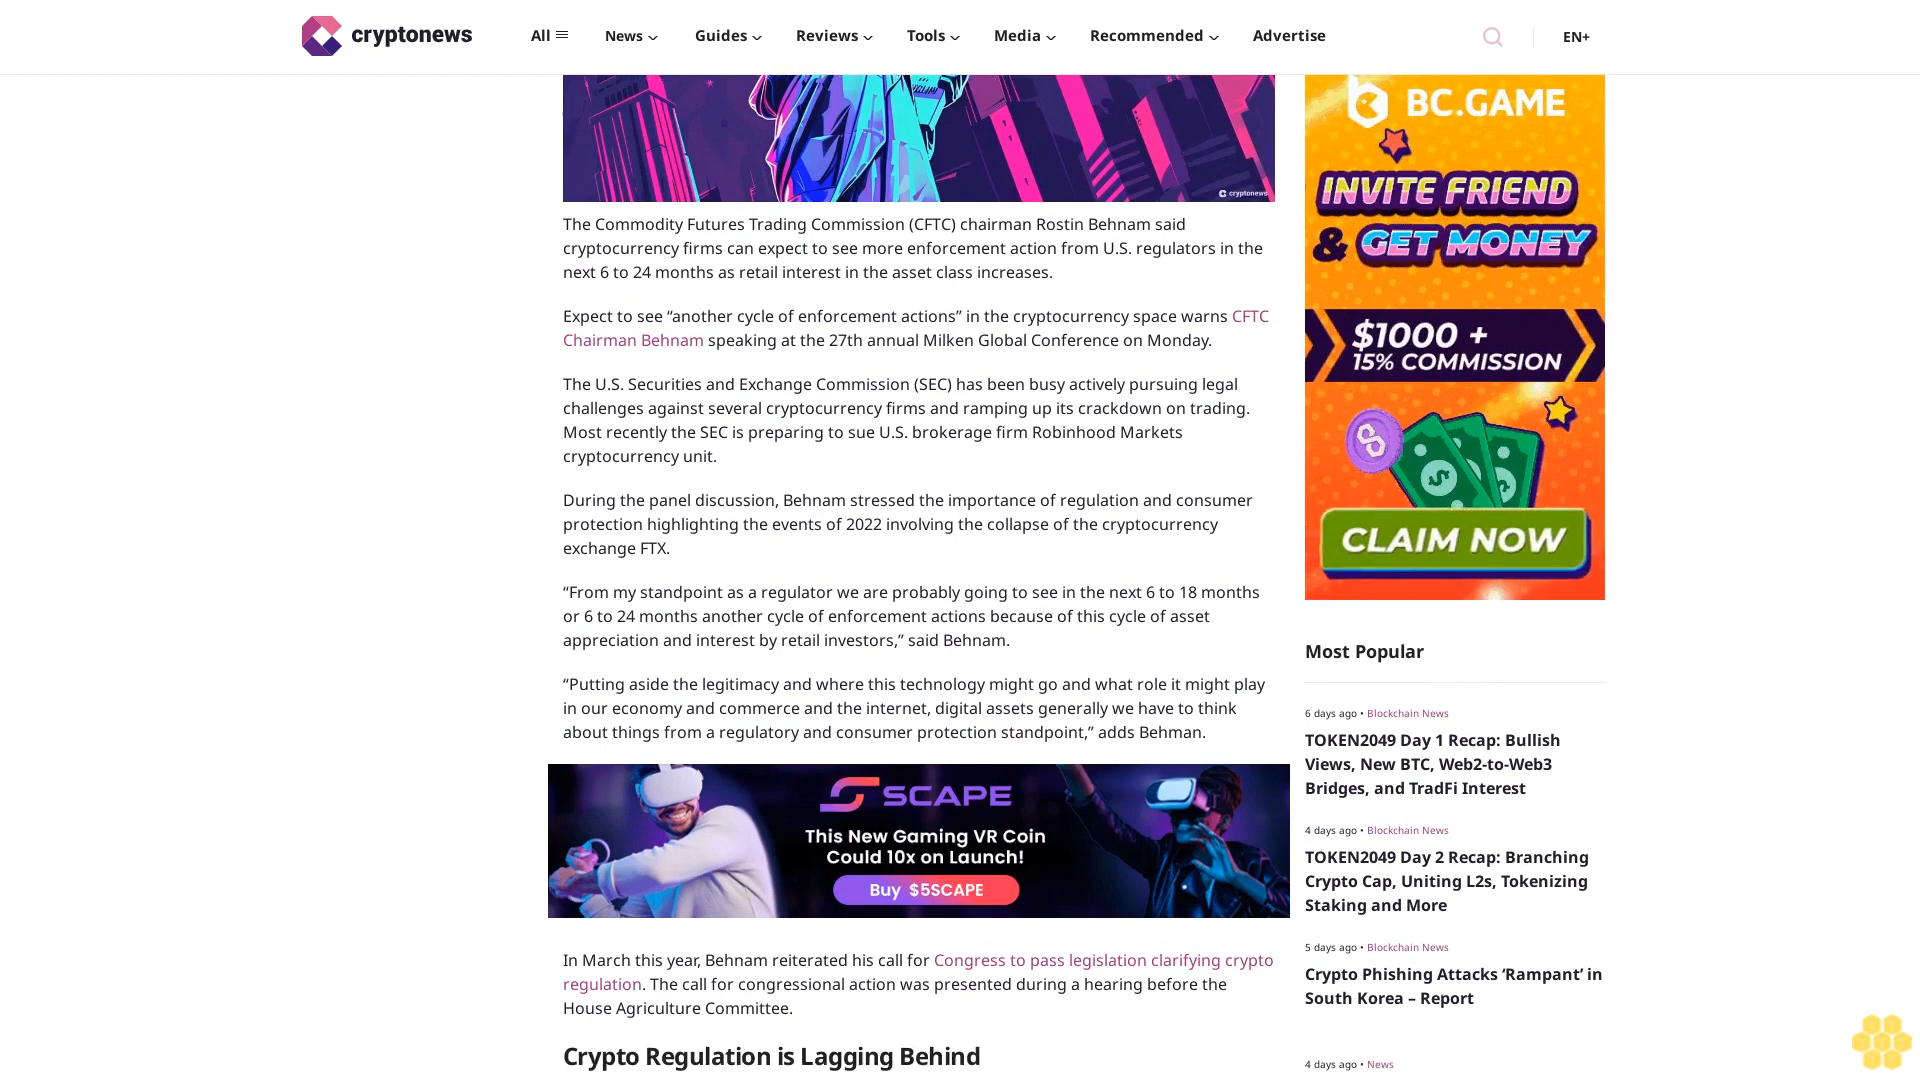 cryptonews
All
News
Guides
Reviews
Tools
Media
Recommended
Advertise
EN+
cryptonews
The Commodity Futures Trading Commission (CFTC) chairman Rostin Behnam said
cryptocurrency firms can expect to see more enforcement action from U.S. regulators in the
next 6 to 24 months as retail interest in the asset class increases.
Expect to see “another cycle of enforcement actions” in the cryptocurrency space warns CFTC
Chairman Behnam speaking at the 27th annual Milken Global Conference on Monday.
The U.S. Securities and Exchange Commission (SEC) has been busy actively pursuing legal
challenges against several cryptocurrency firms and ramping up its crackdown on trading.
Most recently the SEC is preparing to sue U.S. brokerage firm Robinhood Markets
cryptocurrency unit.
During the panel discussion, Behnam stressed the importance of regulation and consumer
protection highlighting the events of 2022 involving the collapse of the cryptocurrency
exchange FTX.
“From my standpoint as a regulator we are probably going to see in the next 6 to 18 months
or 6 to 24 months another cycle of enforcement actions because of this cycle of asset
appreciation and interest by retail investors,” said Behnam.
“Putting aside the legitimacy and where this technology might go and what role it might play
in our economy and commerce and the internet, digital assets generally we have to think
about things from a regulatory and consumer protection standpoint,” adds Behman.
5SCAPE
This New Gaming VR Coin
Could 10x on Launch!
Buy $5SCAPE
In March this year, Behnam reiterated his call for Congress to pass legislation clarifying crypto
regulation. The call for congressional action was presented during a hearing before the
House Agriculture Committee.
Crypto Regulation is Lagging Behind
BC.GAME
INVITE FRIEND
& GET MONEY
$1000 +
15% COMMISSION
CLAIM NOW
Most Popular
6 days ago • Blockchain News
TOKEN2049 Day 1 Recap: Bullish
Views, New BTC, Web2-to-Web3
Bridges, and TradFi Interest
4 days ago • Blockchain News
TOKEN2049 Day 2 Recap: Branching
Crypto Cap, Uniting L2s, Tokenizing
Staking and More
5 days ago • Blockchain News
Crypto Phishing Attacks ‘Rampant’ in
South Korea – Report
4 days ago • News